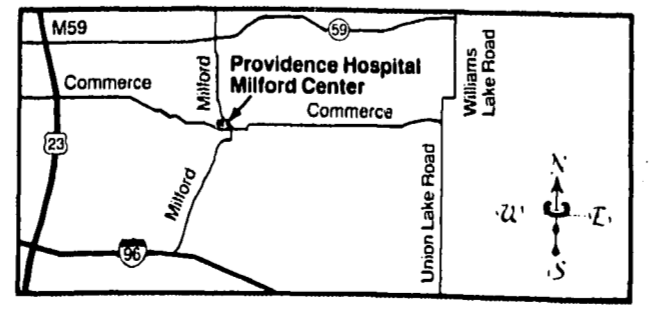 M59
59
Commerce
Milford
Providence Hospital
Milford Center
Commerce
Williams
Lake Road
23
Milford
Union Lake Road
96
N
W
E
S